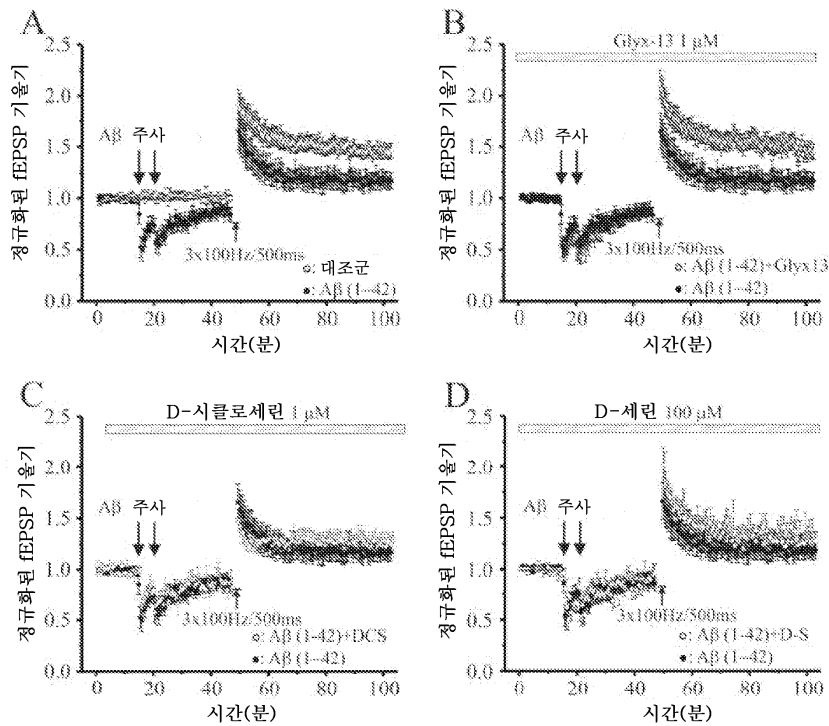 A
정규화된 fEPSP 기울기
2.5
2.0
1.5
1.0
0.5
0.0
Aβ 주사
3x100Hz/500ms
: 대조군
: Aβ (1-42)
0 20 40 60 80 100
시간(분)
B
정규화된 fEPSP 기울기
2.5
2.0
1.5
1.0
0.5
0.0
Glyx-13 1 μM
Aβ 주사
3x100Hz/500ms
: Aβ (1-42)+Glyx13
: Aβ (1-42)
0 20 40 60 80 100
시간(분)
C
정규화된 fEPSP 기울기
2.5
2.0
1.5
1.0
0.5
0.0
D-시클로세린 1 μM
Aβ 주사
3x100Hz/500ms
: Aβ (1-42)+DCS
: Aβ (1-42)
0 20 40 60 80 100
시간(분)
D
정규화된 fEPSP 기울기
2.5
2.0
1.5
1.0
0.5
0.0
D-세린 100 μM
Aβ 주사
3x100Hz/500ms
: Aβ (1-42)+D-S
: Aβ (1-42)
0 20 40 60 80 100
시간(분)